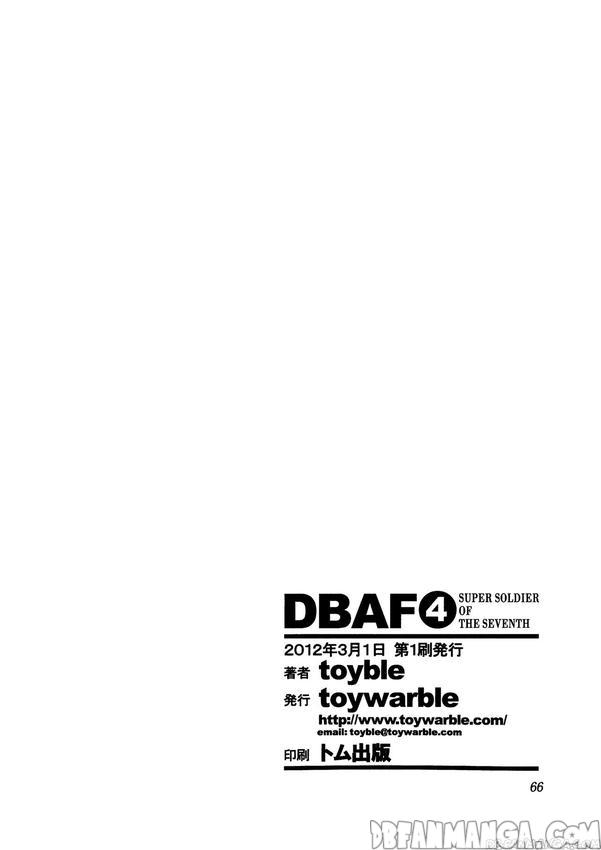 DBAF4
SUPER SOLDIER
OF
THE SEVENTH
2012年3月1日 第1刷発行
著者 toyble
発行 toywarble
http://www.toywarble.com/
email: toyble@toywarble.com
印刷 トム出版
66
DBFANMANGA.COM